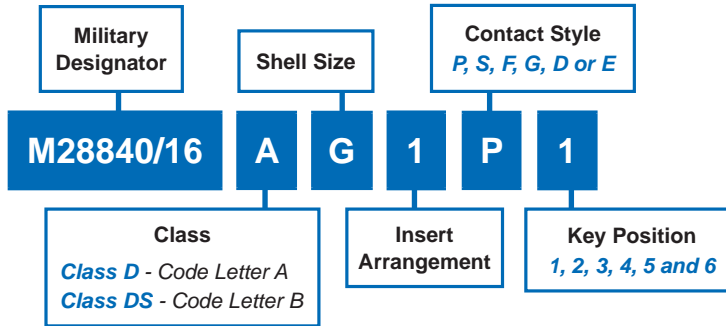 Military
Designator
Shell Size
Contact Style
P, S, F, G, D or E
M28840/16 A G 1 P 1
Class
Class D - Code Letter A
Class DS - Code Letter B
Insert
Arrangement
Key Position
1, 2, 3, 4, 5 and 6